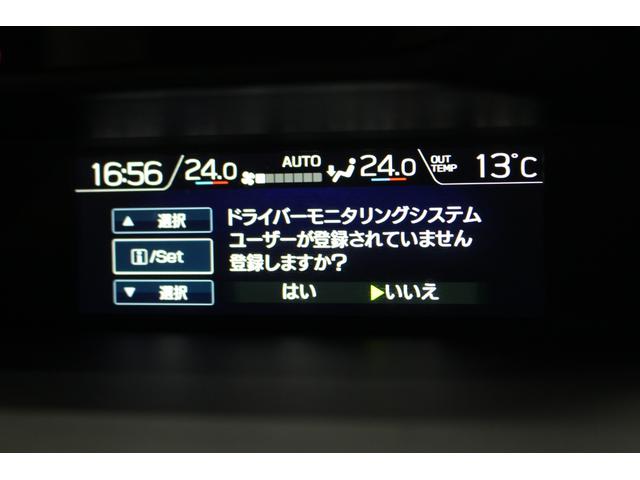 16:56 24.0 AUTO 24.0 OUT TEMP 13°C
▲ 選択
ドライバーモニタリングシステム
ユーザーが登録されていません
i/Set
登録しますか?
▼ 選択
はい ▶いいえ